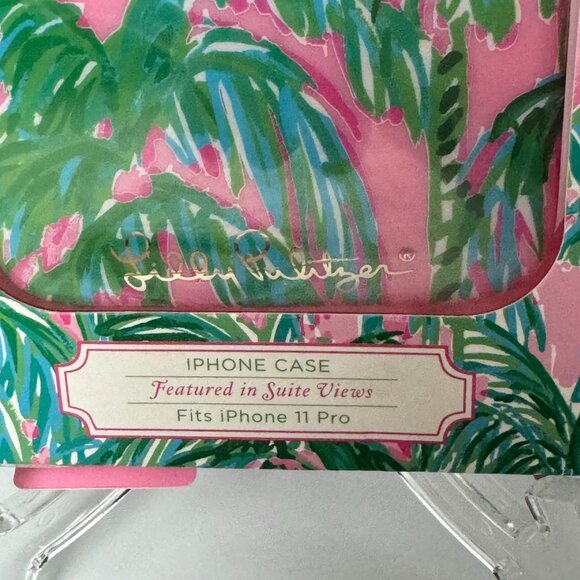 Lilly Pulitzer®
IPHONE CASE
Featured in Suite Views
Fits iPhone 11 Pro